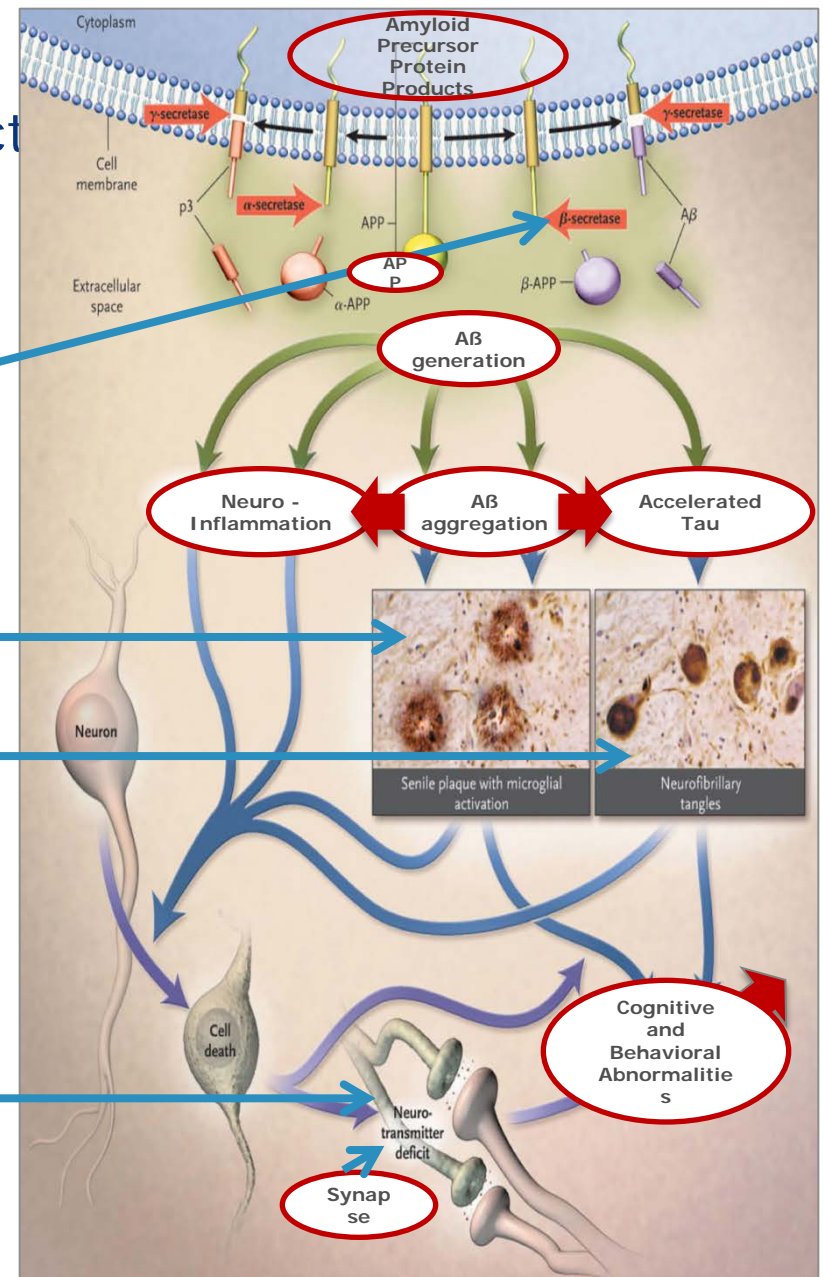 Cytoplasm
Amyloid
Precursor
Protein
Products
γ-secretase
γ-secretase
ct
Cell
membrane
p3
α-secretase
APP
β-secretase
Aβ
AP
P
Extracellular
space
α-APP
β-APP
Aß
generation
Neuro -
Inflammation
Aß
aggregation
Accelerated
Tau
Neuron
Senile plaque with microglial
activation
Neurofibrillary
tangles
Cell
death
Cognitive
and
Behavioral
Abnormalitie
s
Neuro-
transmitter
deficit
Synap
se